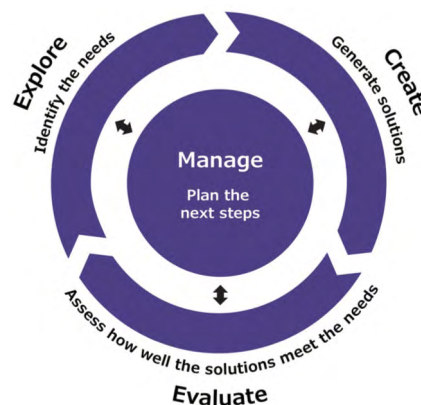 Explore
Identify the needs
Create
Generate solutions
Manage
Plan the
next steps
Assess how well the solutions meet the needs
Evaluate